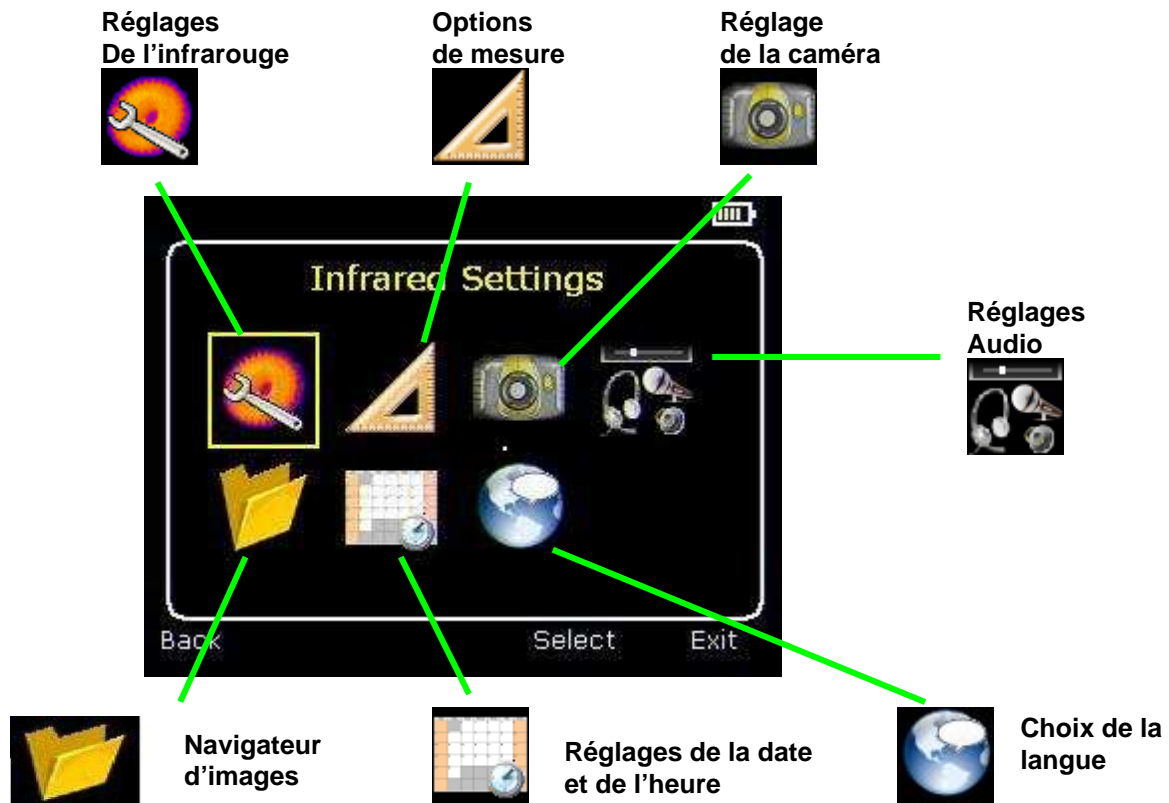 Réglages
De l’infrarouge
Options
de mesure
Réglage
de la caméra
Infrared Settings
Réglages
Audio
Back
Select
Exit
Navigateur
d’images
Réglages de la date
et de l’heure
Choix de la
langue